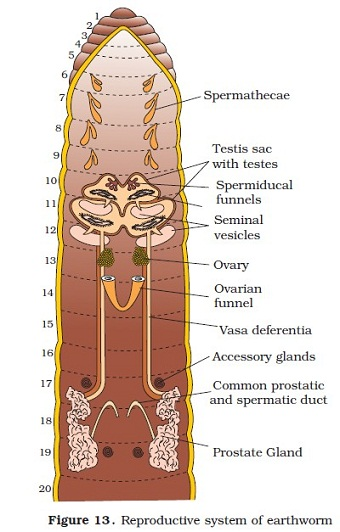 1
2
3
4
5
6
7
8
9
10
11
12
13
14
15
16
17
18
19
20
Spermathecae
Testis sac
with testes
Spermiducal
funnels
Seminal
vesicles
Ovary
Ovarian
funnel
Vasa deferentia
Accessory glands
Common prostatic
and spermatic duct
Prostate Gland
Figure 13. Reproductive system of earthworm